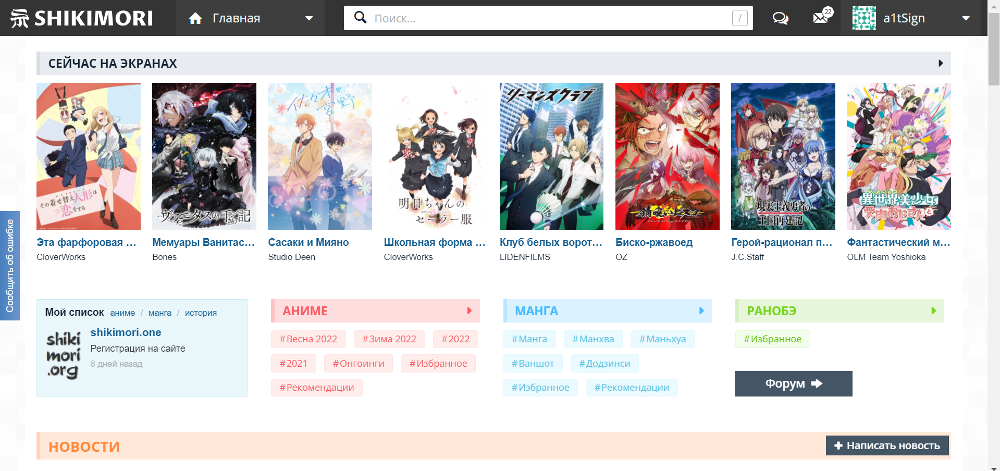 SHIKIMORI
Главная
Поиск...
/
22
a1tSign
СЕЙЧАС НА ЭКРАНАХ
その着せ替え人形は
恋をする
ヴァニタスの手記
佐々木と
宮野
明日ちゃんの
セーラー服
リーマンズクラブ
錆喰いビスコ
現実主義勇者の
王国再建記
異世界美少女
受肉おじさんと
Эта фарфоровая ...
CloverWorks
Мемуары Ванитас...
Bones
Сасаки и Мияно
Studio Deen
Школьная форма ...
CloverWorks
Клуб белых ворот...
LIDENFILMS
Биско-ржавоед
OZ
Герой-рационал п...
J.C.Staff
Фантастический м...
OLM Team Yoshioka
Сообщить об ошибке
Мой список аниме / манга / история
shiki
mori
.org
shikimori.one
Регистрация на сайте
8 дней назад
АНИМЕ
#Весна 2022 #Зима 2022 #2022
#2021 #Онгоинги #Избранное
#Рекомендации
МАНГА
#Манга #Манхва #Маньхуа
#Ваншот #Додзинси
#Избранное #Рекомендации
РАНОБЭ
#Избранное
Форум
НОВОСТИ
Написать новость